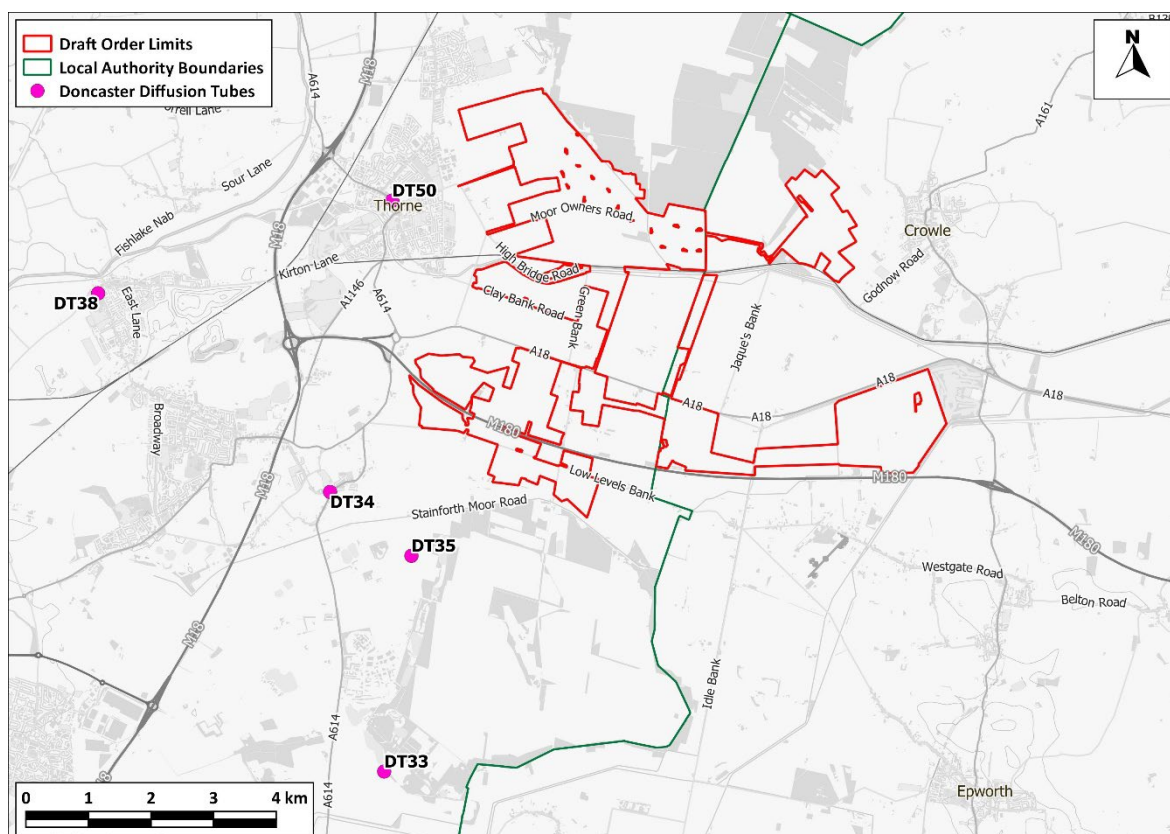 Draft Order Limits
Local Authority Boundaries
Doncaster Diffusion Tubes
N
M18
A614
Sour Lane
Fishlake Nab
M18
DT50
Thorne
Kirton Lane
A1146
A614
DT38
East Lane
Broadway
Moor Owners Road
High Bridge Road
Clay Bank Road
Green Bank
A18
Jaque's Bank
A161
Crowle
Godnow Road
A18
A18
A18
A18
M180
Low Levels Bank
M180
M180
M18
DT34
Stainforth Moor Road
DT35
Westgate Road
Belton Road
M18
Idle Bank
A614
DT33
A614
Epworth
0 1 2 3 4 km